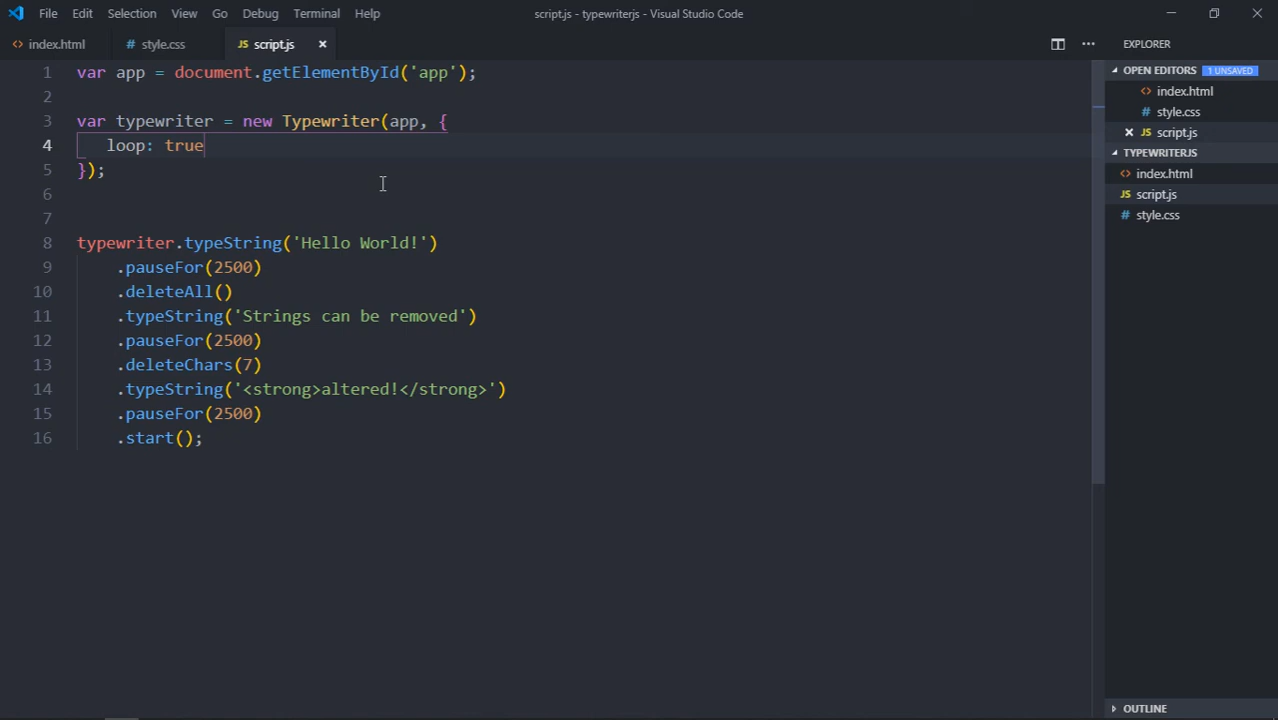 File Edit Selection View Go Debug Terminal Help script.js - typewriterjs - Visual Studio Code
index.html style.css JS script.js
1 var app = document.getElementById('app');
2
3 var typewriter = new Typewriter(app, {
4 loop: true
5 });
6
7
8 typewriter.typeString('Hello World!')
9 .pauseFor(2500)
10 .deleteAll()
11 .typeString('Strings can be removed')
12 .pauseFor(2500)
13 .deleteChars(7)
14 .typeString('<strong>altered!</strong>')
15 .pauseFor(2500)
16 .start();
EXPLORER
OPEN EDITORS 1 UNSAVED
index.html
style.css
JS script.js
TYPEWRITERJS
index.html
JS script.js
style.css
OUTLINE